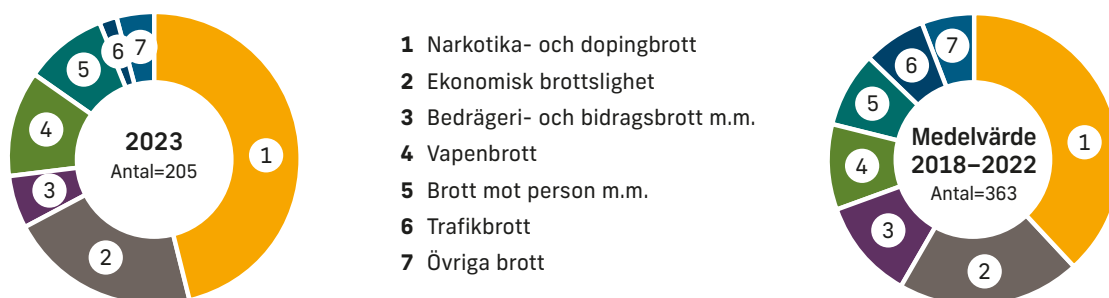 2023
Antal=205
1
2
3
4
5
6
7
1 Narkotika- och dopingbrott
2 Ekonomisk brottslighet
3 Bedrägeri- och bidragsbrott m.m.
4 Vapenbrott
5 Brott mot person m.m.
6 Trafikbrott
7 Övriga brott
Medelvärde
2018–2022
Antal=363
1
2
3
4
5
6
7